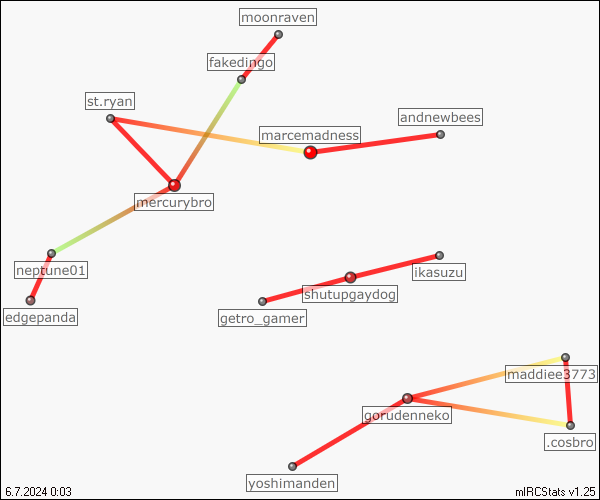 moonraven
fakedingo
st.ryan
andnewbees
marcemadness
mercurybro
neptune01
ikasuzu
shutupgaydog
edgepanda
getro_gamer
maddiee3773
gorudenneko
.cosbro
yoshimanden
6.7.2024 0:03
mIRCStats v1.25